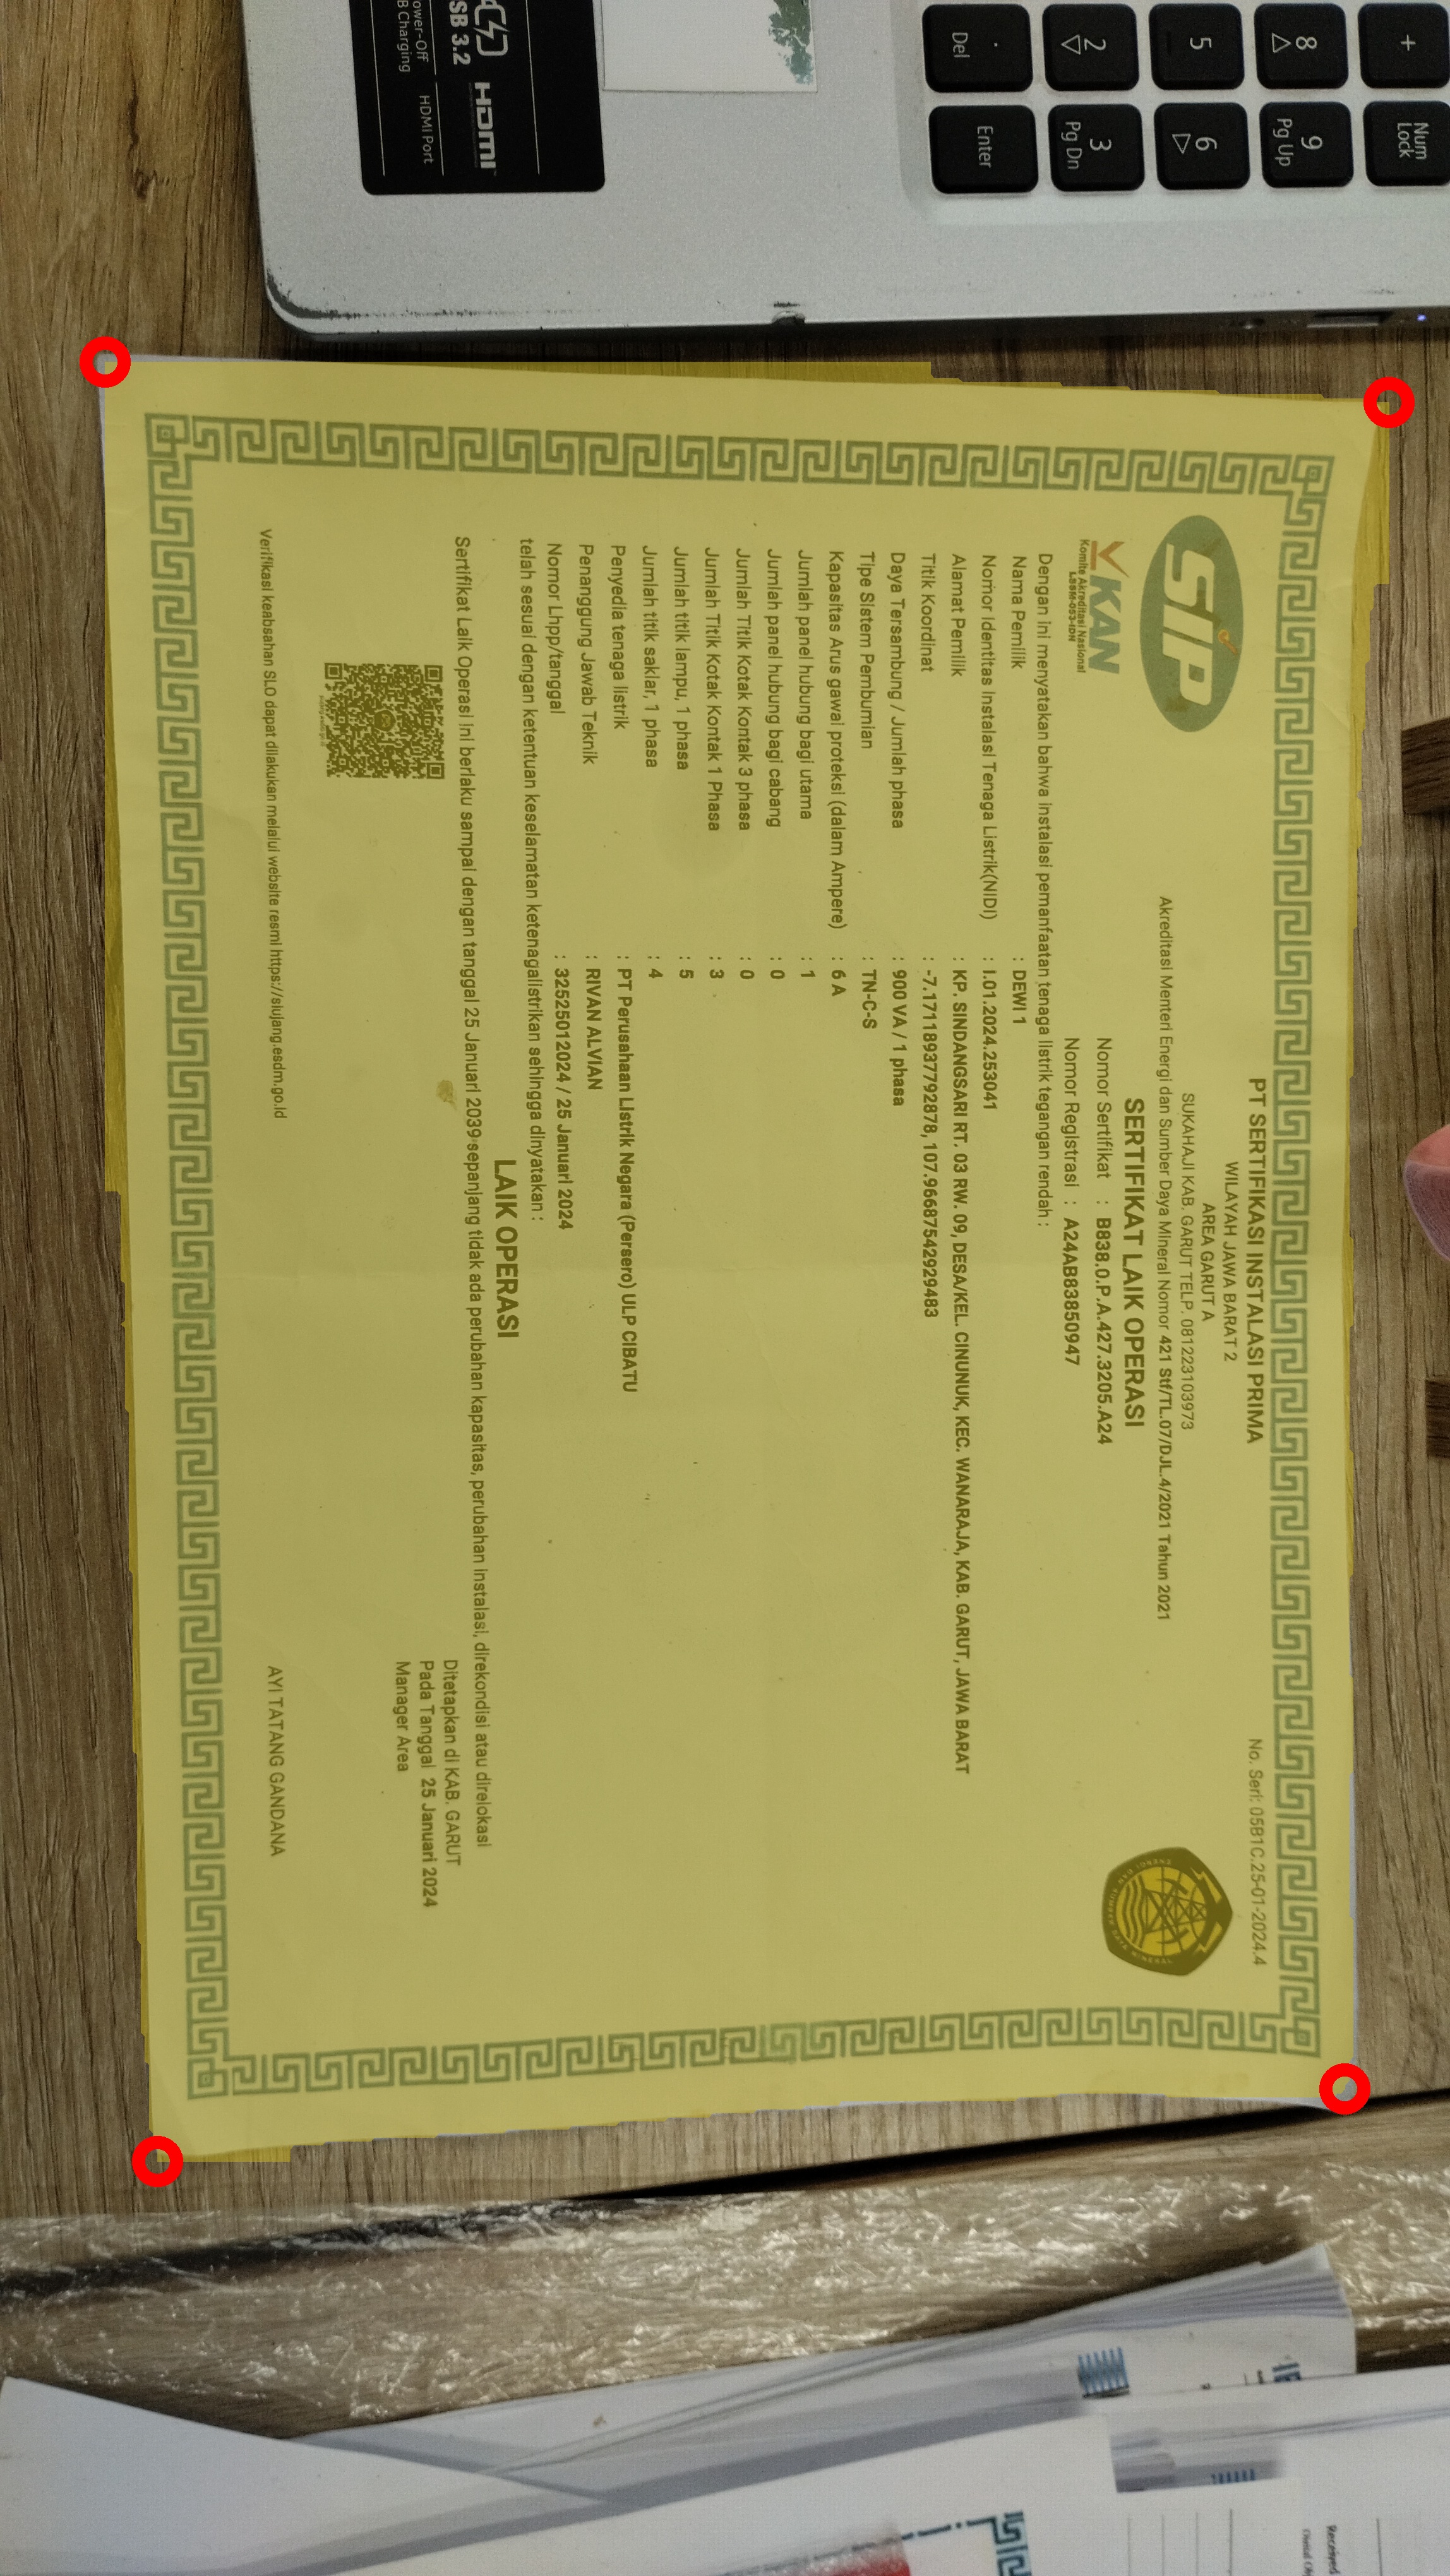 SIP
KAN
Komite Akreditasi Nasional
LSSM-053-IDN
No. Seri: 05B1C.25-01-2024.4
PT SERTIFIKASI INSTALASI PRIMA
WILAYAH JAWA BARAT 2
AREA GARUT A
SUKAHAJI KAB. GARUT TELP. 081223103973
Akreditasi Menteri Energi dan Sumber Daya Mineral Nomor 421 Stf/TL.07/DJL.4/2021 Tahun 2021
SERTIFIKAT LAIK OPERASI
Nomor Sertifikat : B838.0.P.A.427.3205.A24
Nomor Registrasi : A24AB83850947
Dengan ini menyatakan bahwa instalasi pemanfaatan tenaga listrik tegangan rendah :
Nama Pemilik : DEWI 1
Nomor Identitas Instalasi Tenaga Listrik(NIDI) : I.01.2024.253041
Alamat Pemilik : KP. SINDANGSARI RT. 03 RW. 09, DESA/KEL. CINUNUK, KEC. WANARAJA, KAB. GARUT, JAWA BARAT
Titik Koordinat : -7.17118937792878, 107.96687542929483
Daya Tersambung / Jumlah phasa : 900 VA / 1 phasa
Tipe Sistem Pembumian : TN-C-S
Kapasitas Arus gawai proteksi (dalam Ampere) : 6 A
Jumlah panel hubung bagi utama : 1
Jumlah panel hubung bagi cabang : 0
Jumlah Titik Kotak Kontak 3 phasa : 0
Jumlah Titik Kotak Kontak 1 Phasa : 3
Jumlah titik lampu, 1 phasa : 5
Jumlah titik saklar, 1 phasa : 4
Penyedia tenaga listrik : PT Perusahaan Listrik Negara (Persero) ULP CIBATU
Penanggung Jawab Teknik : RIVAN ALVIAN
Nomor Lhpp/tanggal : 32525012024 / 25 Januari 2024
telah sesuai dengan ketentuan keselamatan ketenagalistrikan sehingga dinyatakan :
LAIK OPERASI
Sertifikat Laik Operasi ini berlaku sampai dengan tanggal 25 Januari 2039 sepanjang tidak ada perubahan kapasitas, perubahan instalasi, direkondisi atau direlokasi
Ditetapkan di KAB. GARUT
Pada Tanggal 25 Januari 2024
Manager Area
AYI TATANG GANDANA
Verifikasi keabsahan SLO dapat dilakukan melalui website resmi https://siujang.esdm.go.id
SB 3.2
ower-Off
B Charging
HDMI
HDMI Port
+
8
5
2
.
Del
Num
Lock
9
Pg Up
6
3
Pg Dn
Enter
Received